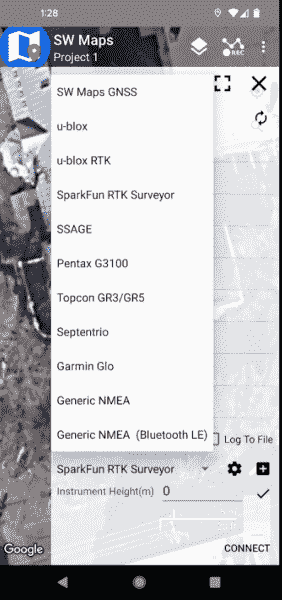 1:28
SW Maps
Project 1
REC
SW Maps GNSS
u-blox
u-blox RTK
SparkFun RTK Surveyor
SSAGE
Pentax G3100
Topcon GR3/GR5
Septentrio
Garmin Glo
Generic NMEA
Generic NMEA (Bluetooth LE)
Log To File
SparkFun RTK Surveyor
Instrument Height(m) 0
Google
CONNECT